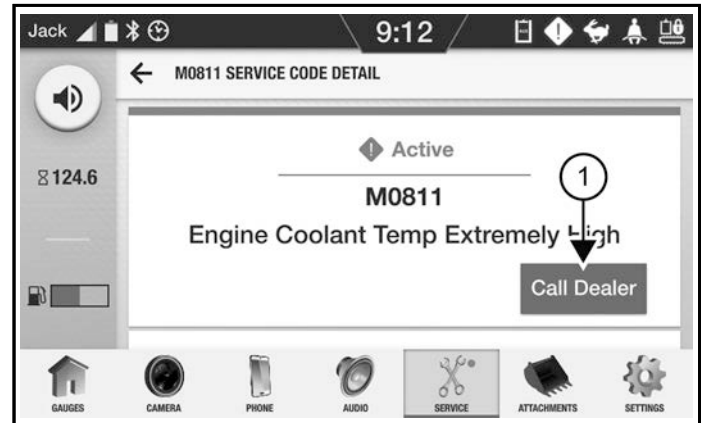 Jack 9:12
M0811 SERVICE CODE DETAIL
Active
124.6
M0811
1
Engine Coolant Temp Extremely High
Call Dealer
GAUGES CAMERA PHONE AUDIO SERVICE ATTACHMENTS SETTINGS